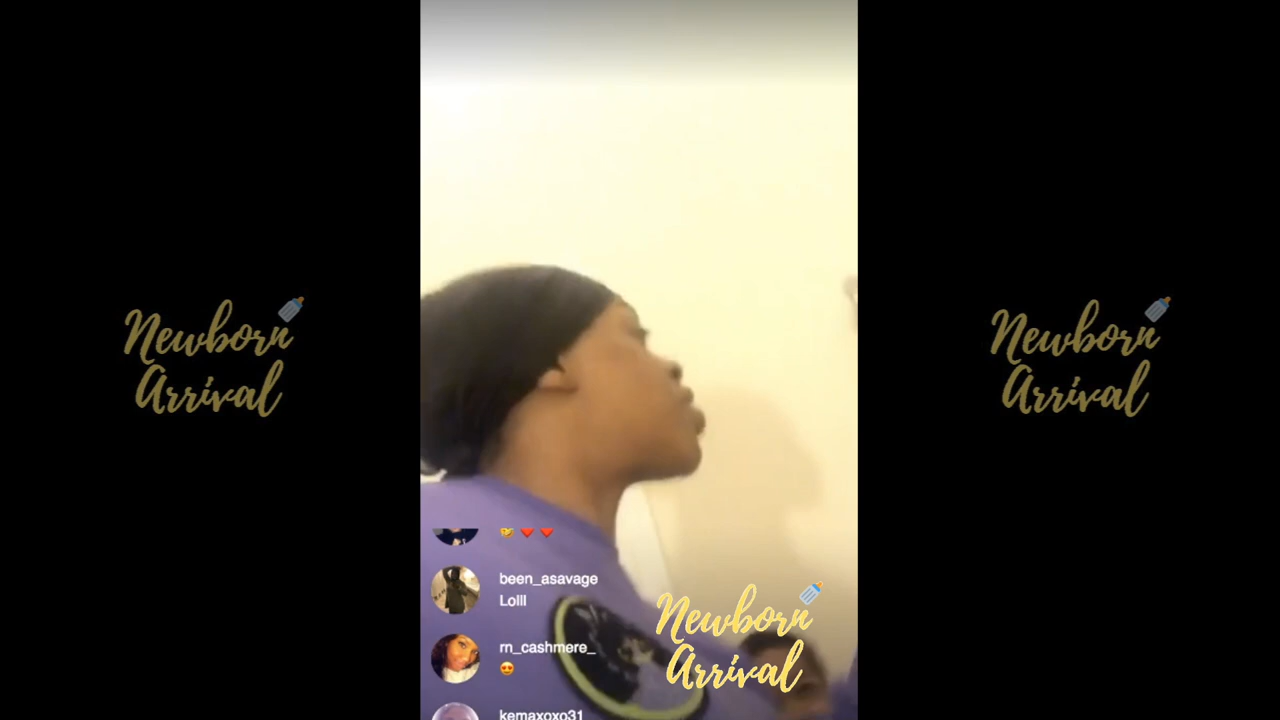 Newborn
Arrival
🤣 ❤️ ❤️
been_asavage
Lolll
rn_cashmere_
😍
kemaxoxo31
Newborn
Arrival
Newborn
Arrival